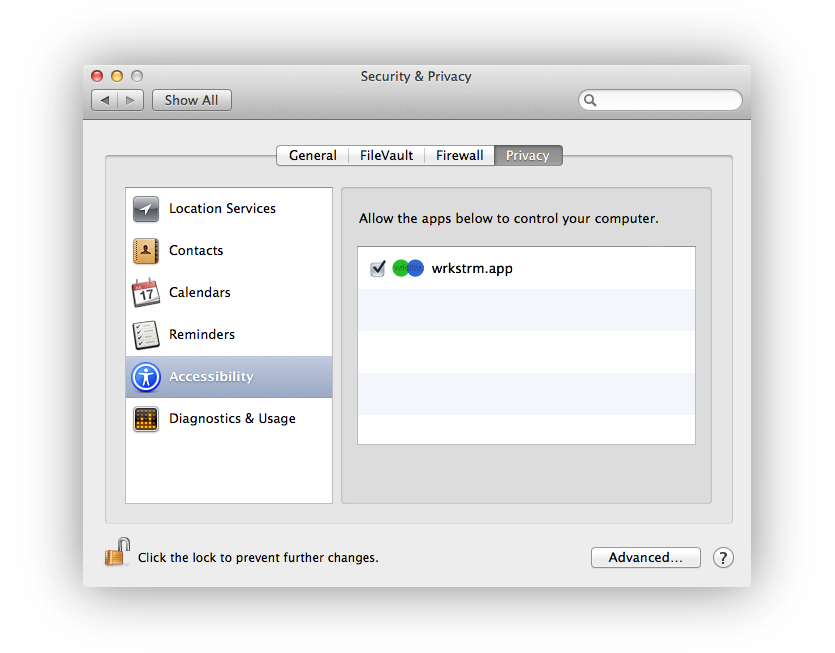 Security & Privacy
Show All
General FileVault Firewall Privacy
Location Services
Contacts
Calendars
17
Reminders
Accessibility
Diagnostics & Usage
Allow the apps below to control your computer.
wrkstrm.app
Click the lock to prevent further changes.
Advanced...
?